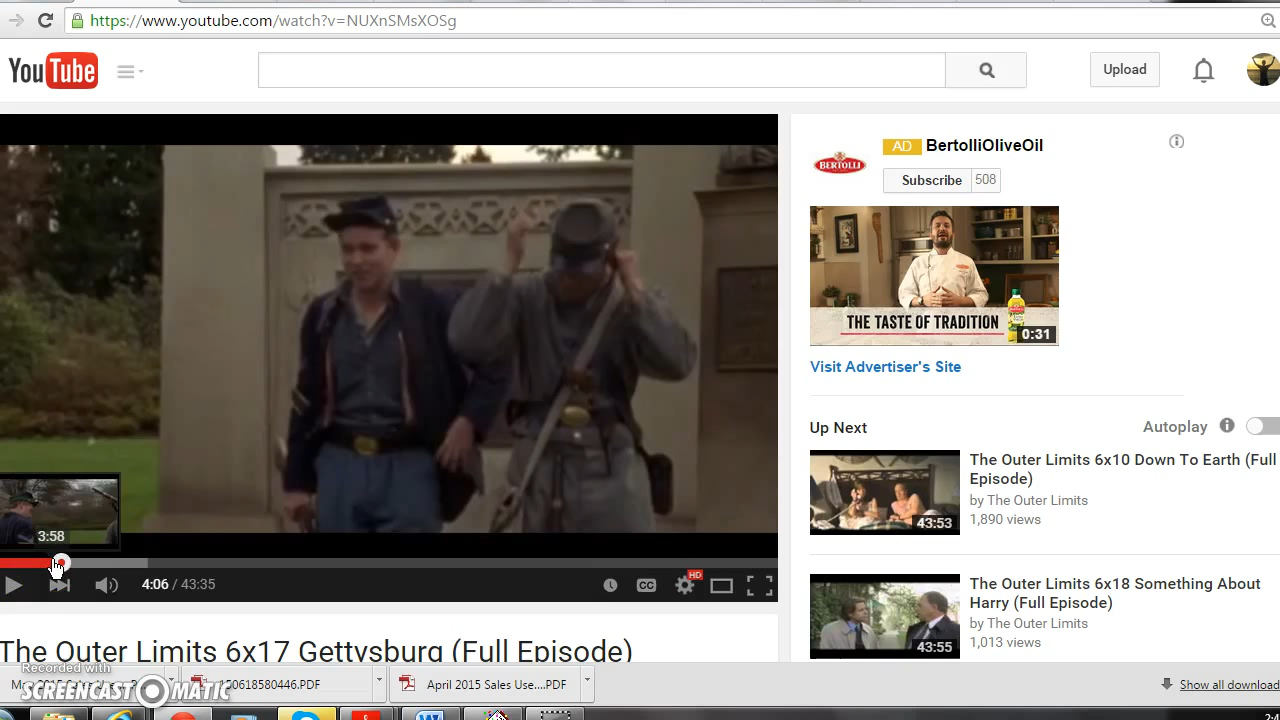 https://www.youtube.com/watch?v=NUXnSMsXOSg
YouTube
Upload
AD BertolliOliveOil
BERTOLLI
Subscribe 508
THE TASTE OF TRADITION
0:31
Visit Advertiser's Site
Up Next
Autoplay
The Outer Limits 6x10 Down To Earth (Full
Episode)
by The Outer Limits
1,890 views
43:53
The Outer Limits 6x18 Something About
Harry (Full Episode)
by The Outer Limits
1,013 views
43:55
3:58
4:06 / 43:35
CC
HD
The Outer Limits 6x17 Gettysburg (Full Episode)
Recorded with
SCREENCAST MATIC
150618580446.PDF
April 2015 Sales Use....PDF
Show all download